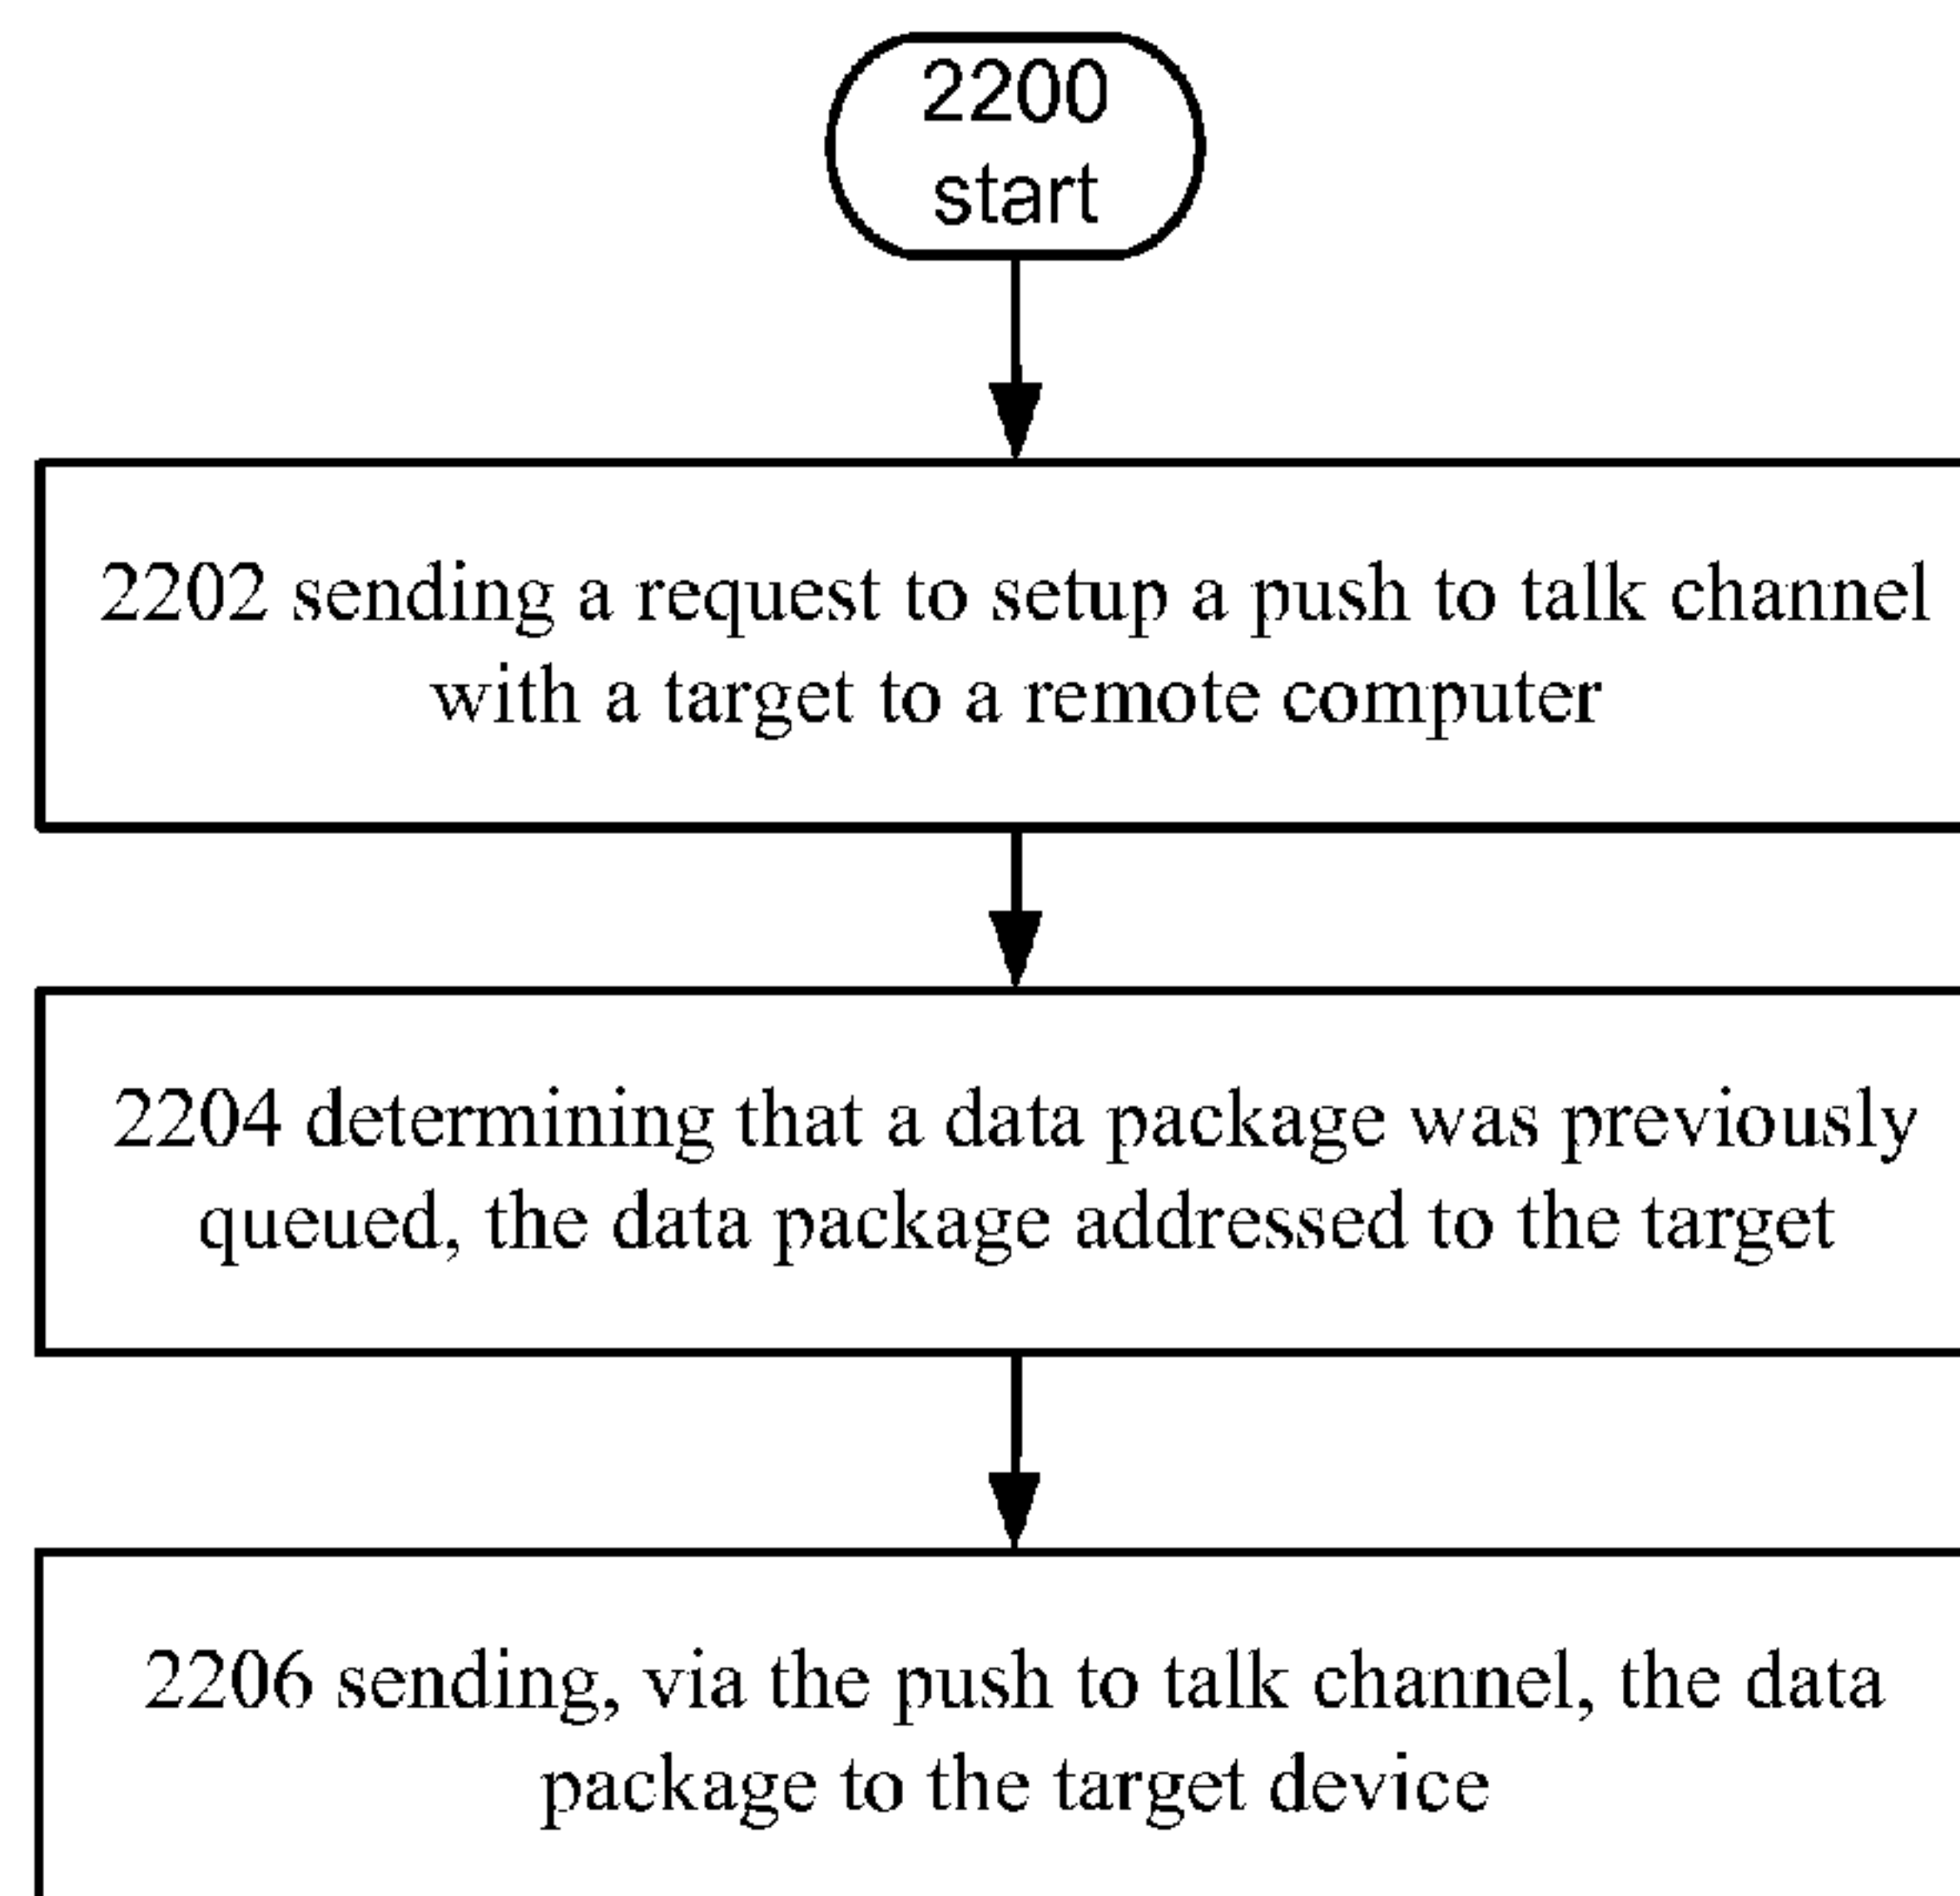 2200
start
2202 sending a request to setup a push to talk channel
with a target to a remote computer
2204 determining that a data package was previously
queued, the data package addressed to the target
2206 sending, via the push to talk channel, the data
package to the target device